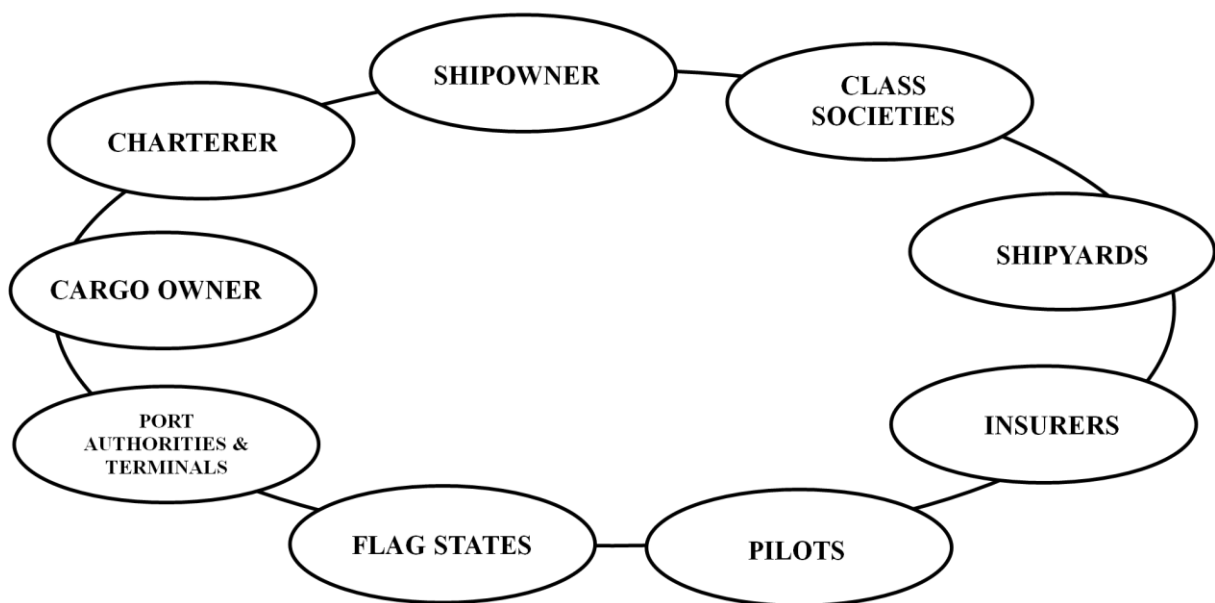 SHIPOWNER
CLASS
SOCIETIES
CHARTERER
SHIPYARDS
CARGO OWNER
PORT
AUTHORITIES &
TERMINALS
INSURERS
FLAG STATES
PILOTS